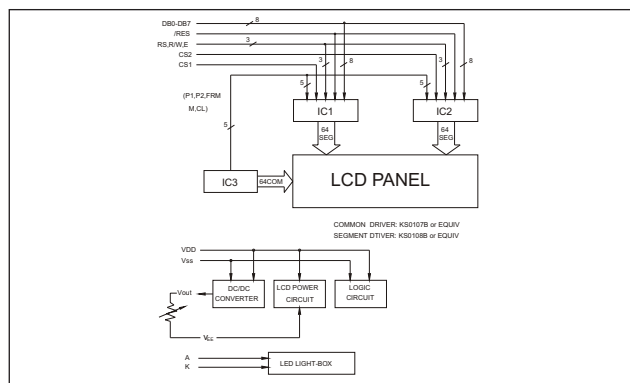 DB0-DB7
8
/RES
RS,R/W,E
3
CS2
CS1
3
8
3
8
5
5
(P1,P2,FRM
M,CL)
IC1
IC2
5
64
SEG
64
SEG
IC3
64COM
LCD PANEL
COMMON DRIVER: KS0107B or EQUIV
SEGMENT DTIVER: KS0108B or EQUIV
VDD
Vss
Vout
DC/DC
CONVERTER
LCD POWER
CIRCUIT
LOGIC
CIRCUIT
VEE
A
K
LED LIGHT-BOX